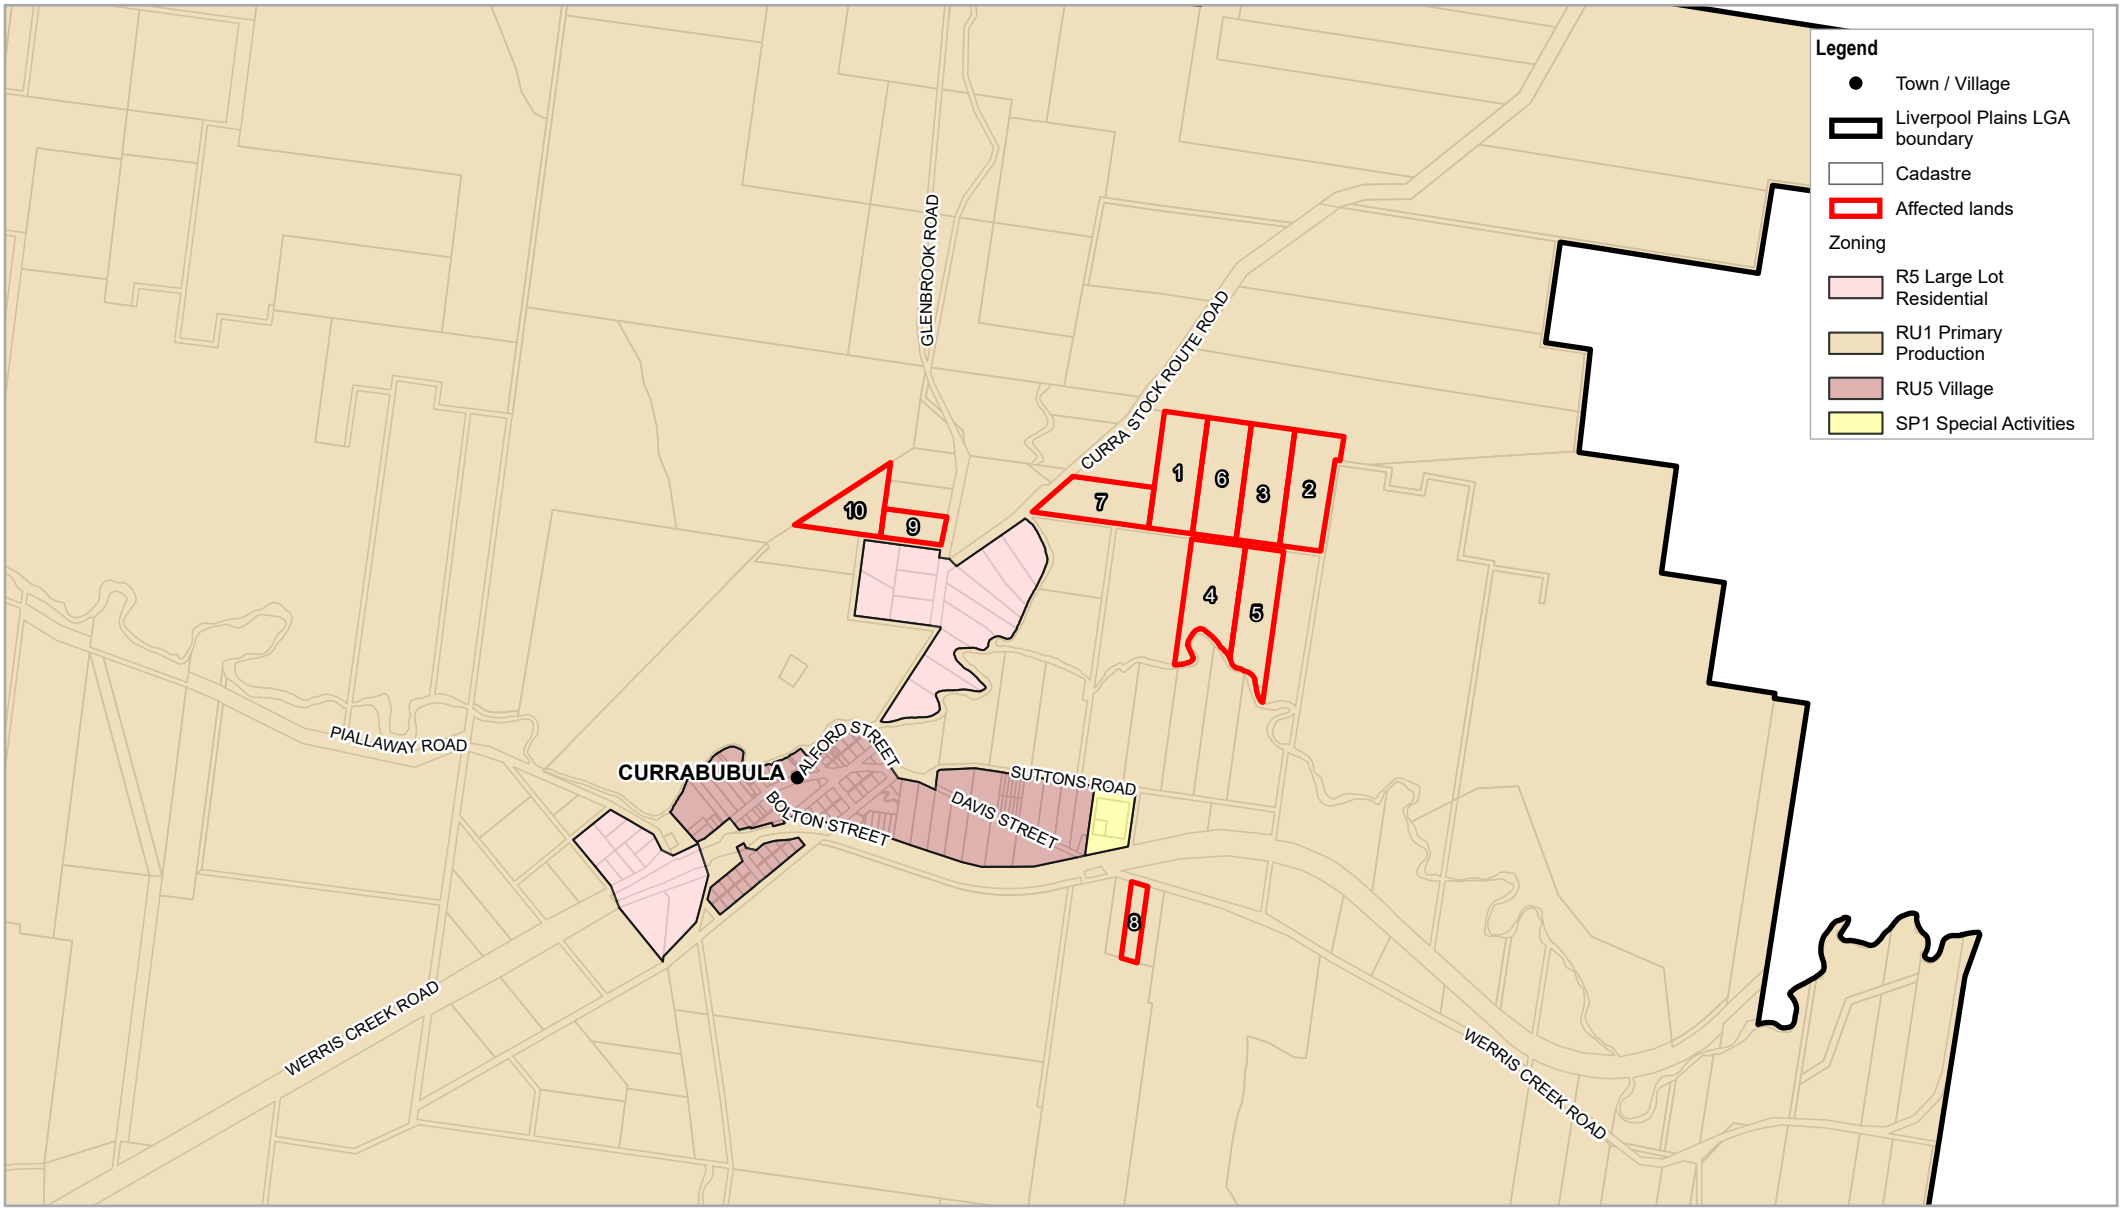 Legend
Town / Village
Liverpool Plains LGA
boundary
Cadastre
Affected lands
Zoning
R5 Large Lot
Residential
RU1 Primary
Production
RU5 Village
SP1 Special Activities
GLENBROOK ROAD
CURRA STOCK ROUTE ROAD
1
6
3
2
7
10
9
4
5
PIALLAWAY ROAD
ALFORD STREET
CURRABUBULA
SUTTONS ROAD
BOLTON STREET
DAVIS STREET
8
WERRIS CREEK ROAD
WERRIS CREEK ROAD